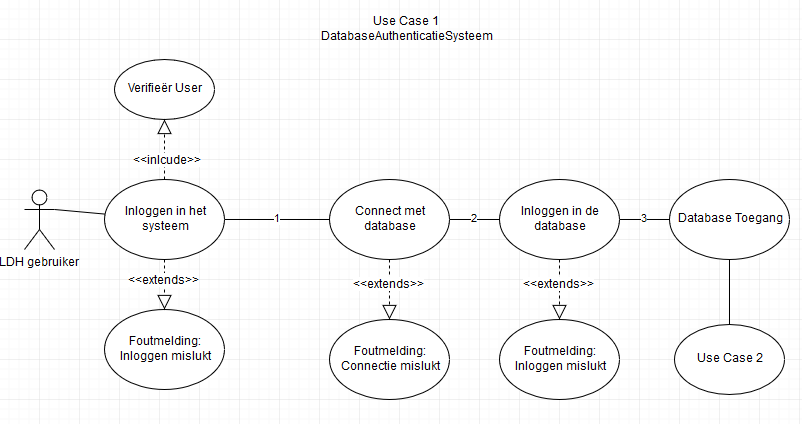 Use Case 1
DatabaseAuthenticatieSysteem
Verifieër User
<<inlcude>>
LDH gebruiker
Inloggen in het
systeem
1
Connect met
database
2
Inloggen in de
database
3
Database Toegang
<<extends>>
<<extends>>
<<extends>>
Foutmelding:
Inloggen mislukt
Foutmelding:
Connectie mislukt
Foutmelding:
Inloggen mislukt
Use Case 2